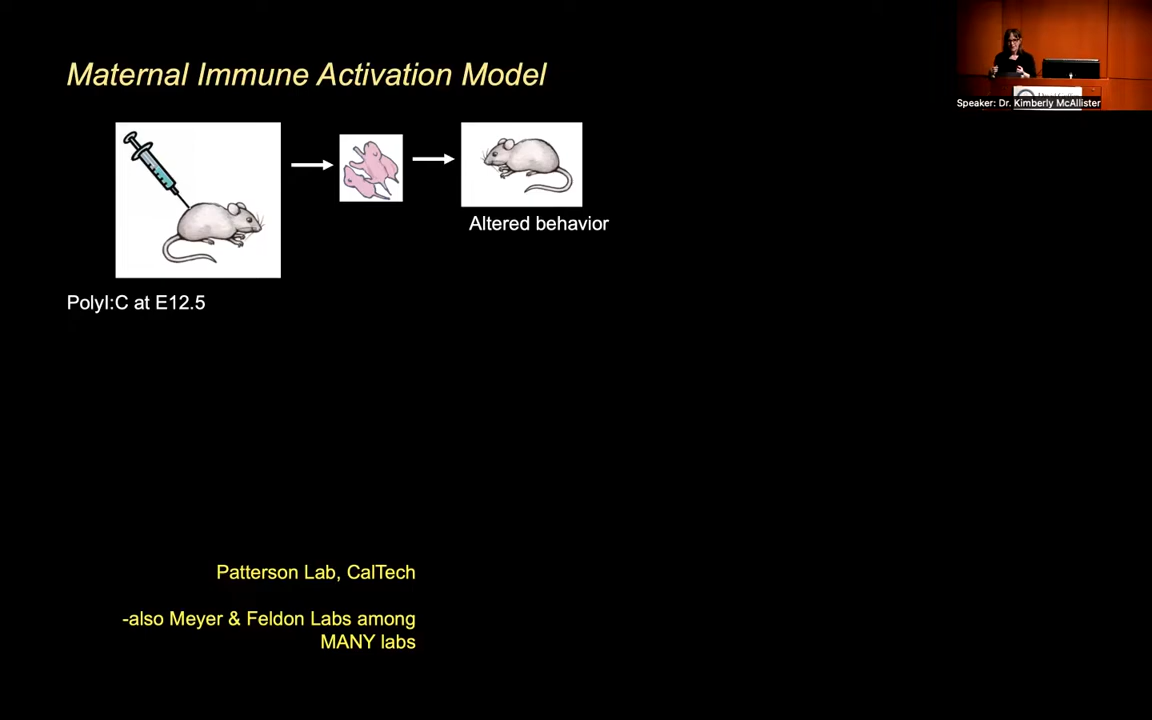 Maternal Immune Activation Model
Speaker: Dr. Kimberly McAllister
Altered behavior
PolyI:C at E12.5
Patterson Lab, CalTech
-also Meyer & Feldon Labs among
MANY labs